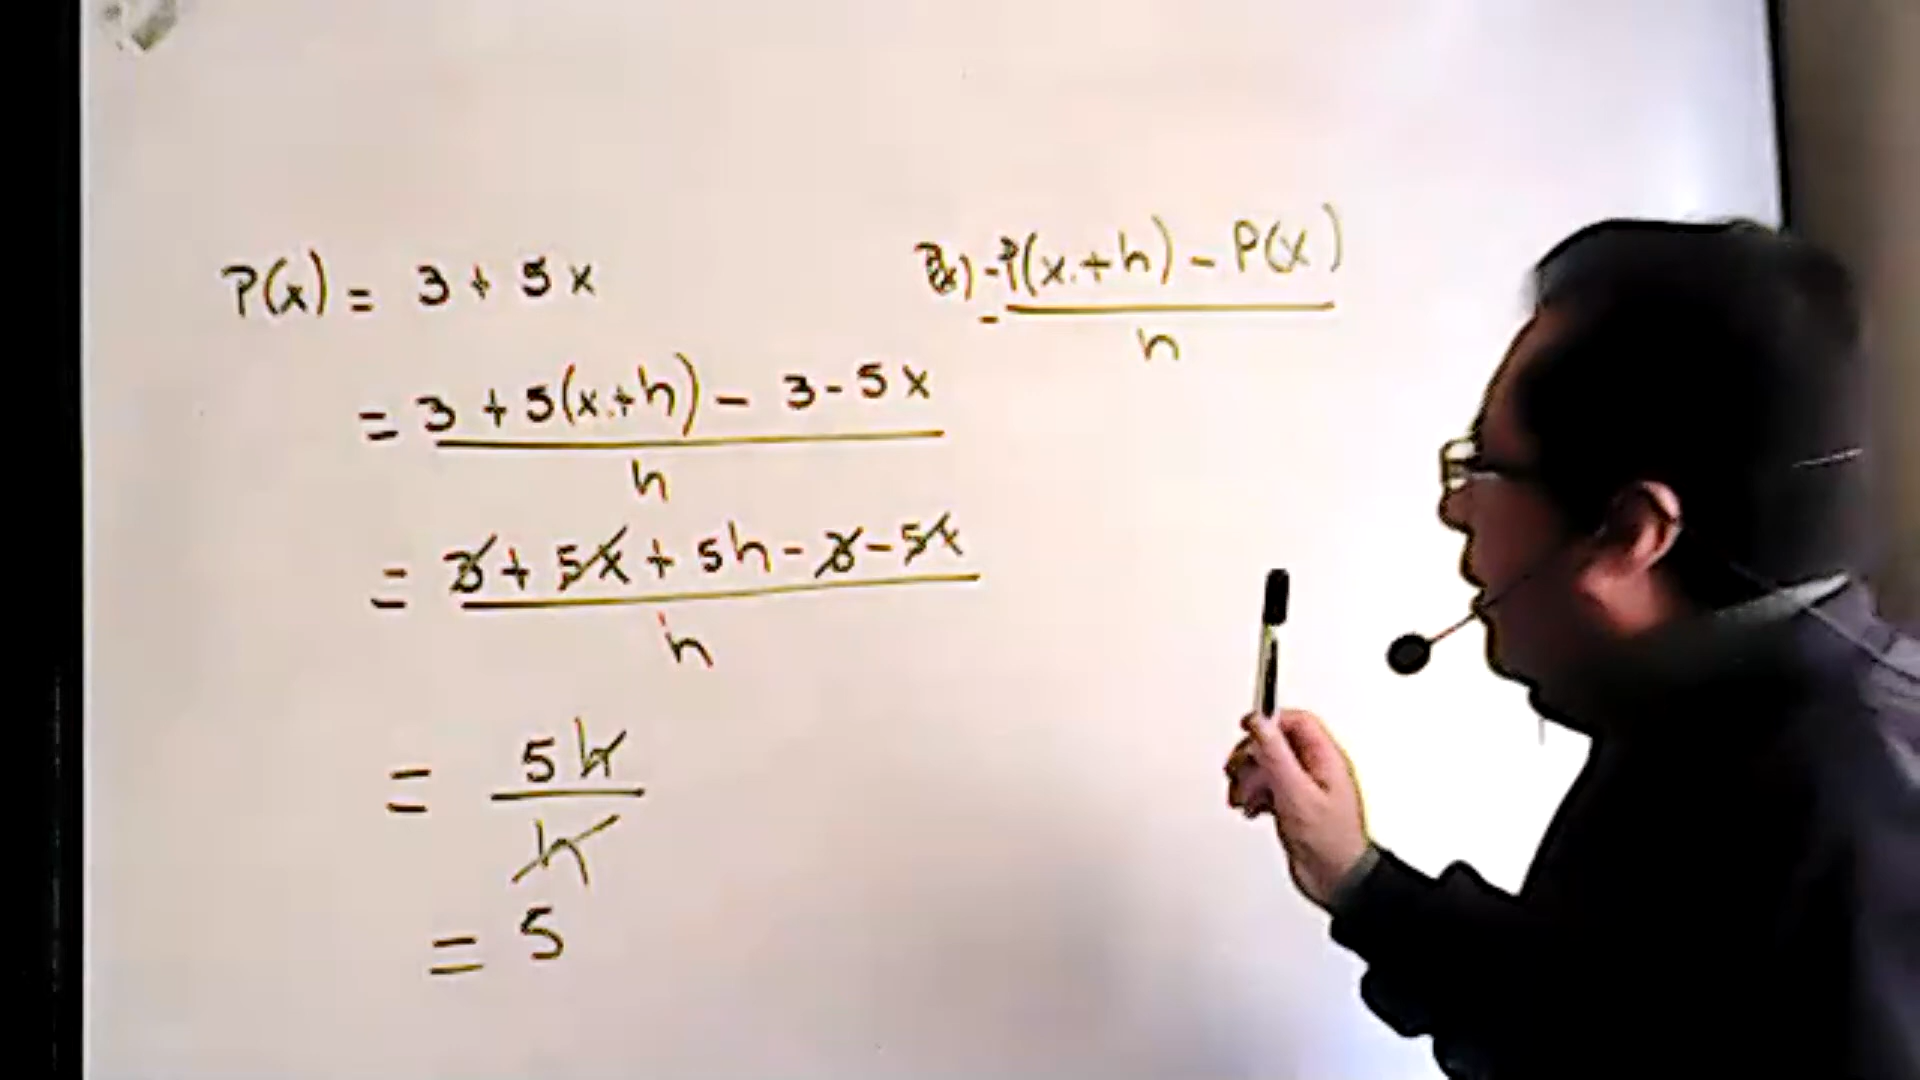 P(x) = 3 + 5x
= 3 + 5(x+h) - 3 - 5x
h
= 3 + 5x + 5h - 3 - 5x
h
= 5h
h
= 5
P(x+h) - P(x)
h